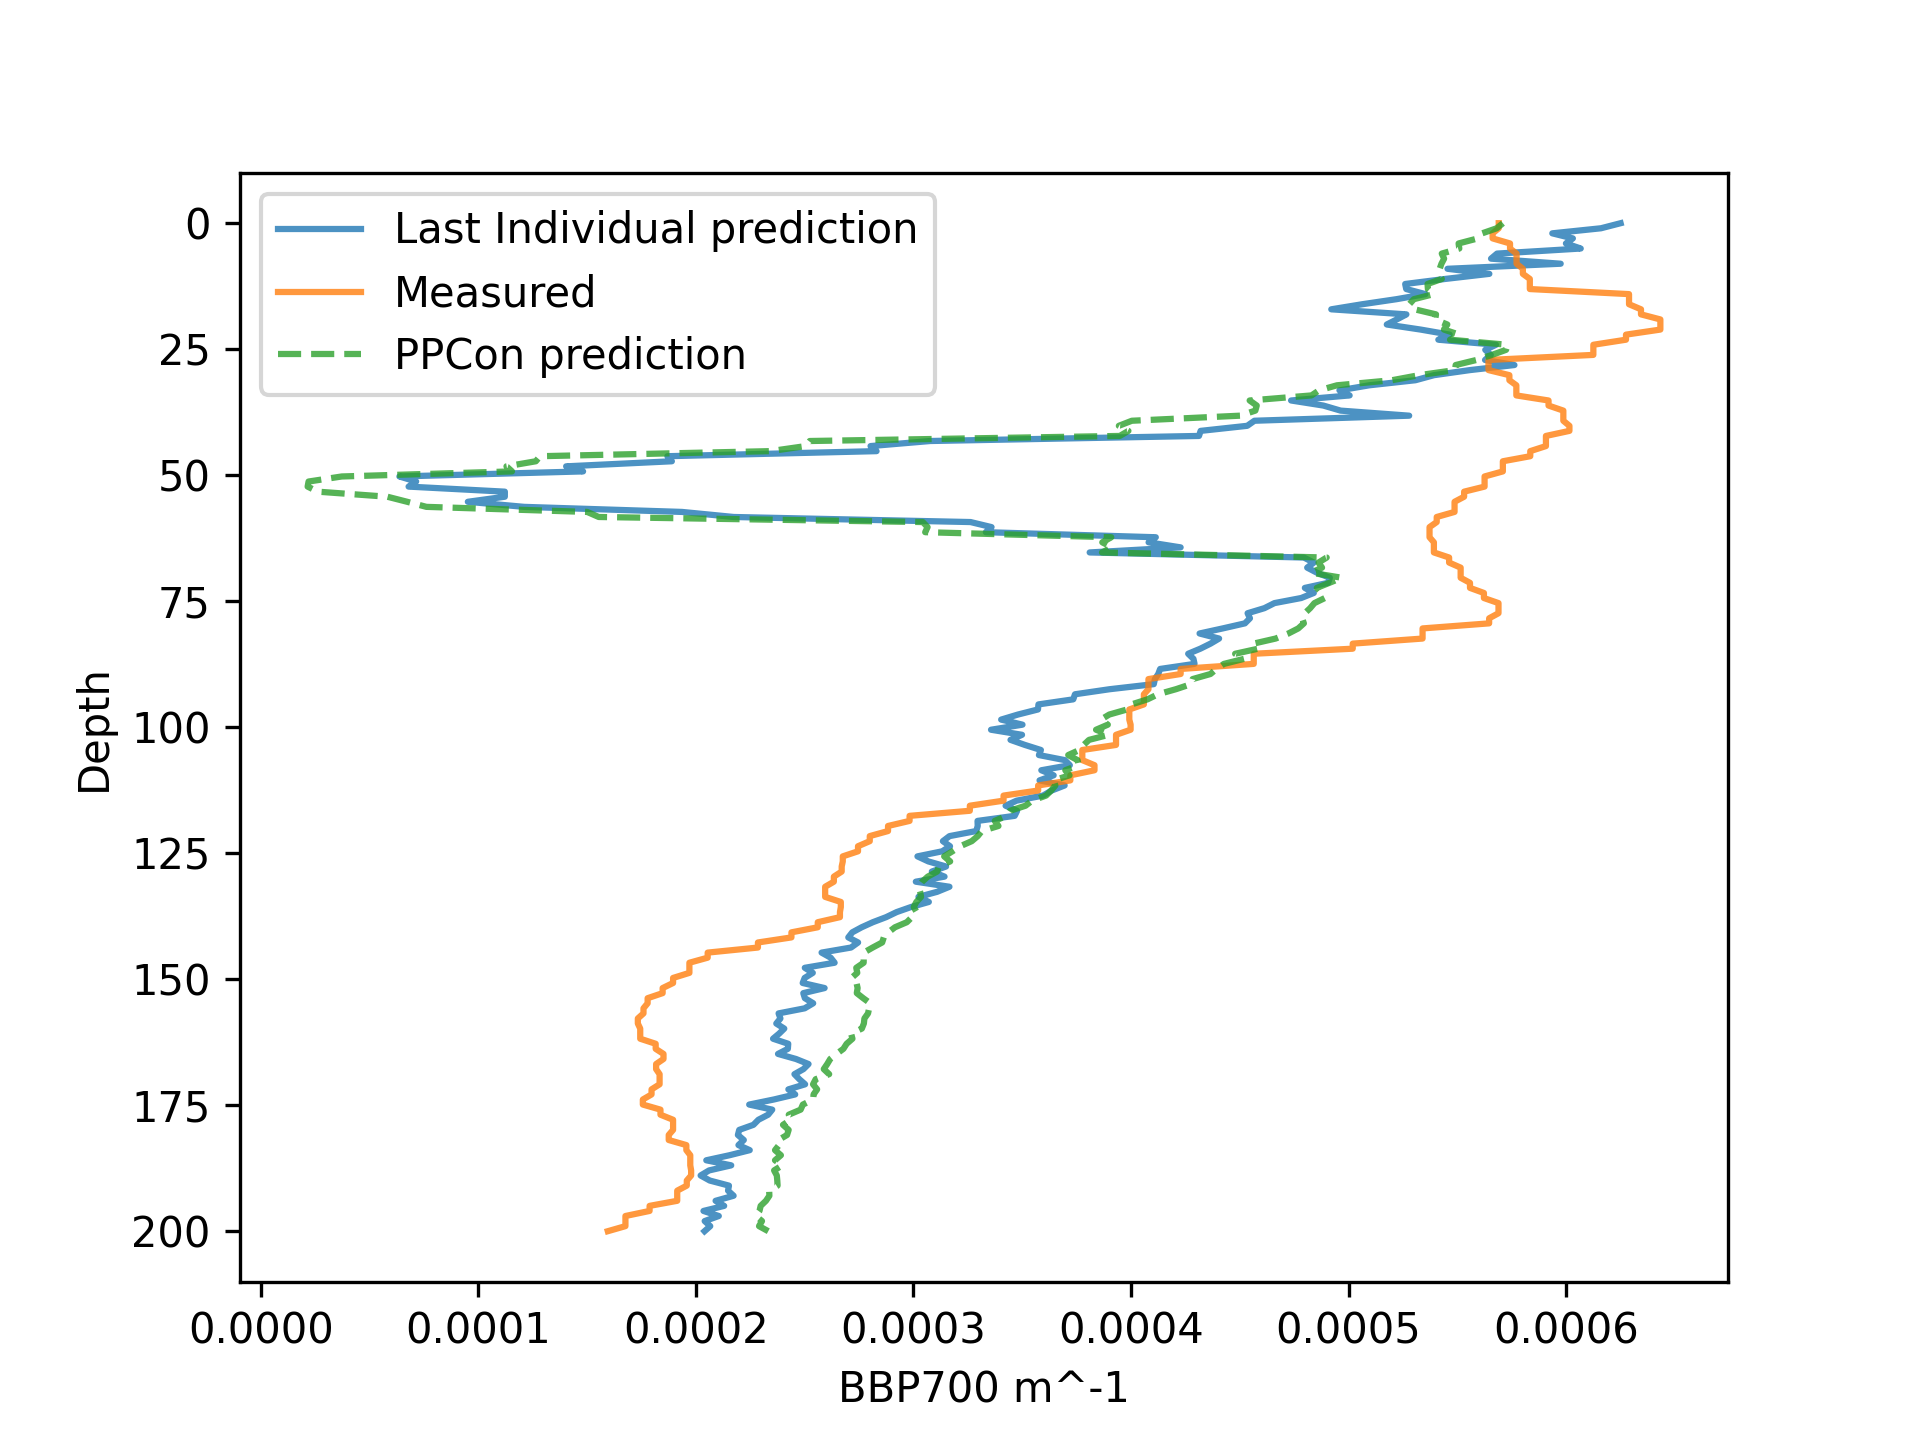 Last Individual prediction
Measured
PPCon prediction
0
25
50
75
100
125
150
175
200
Depth
0.0000 0.0001 0.0002 0.0003 0.0004 0.0005 0.0006
BBP700 m^-1